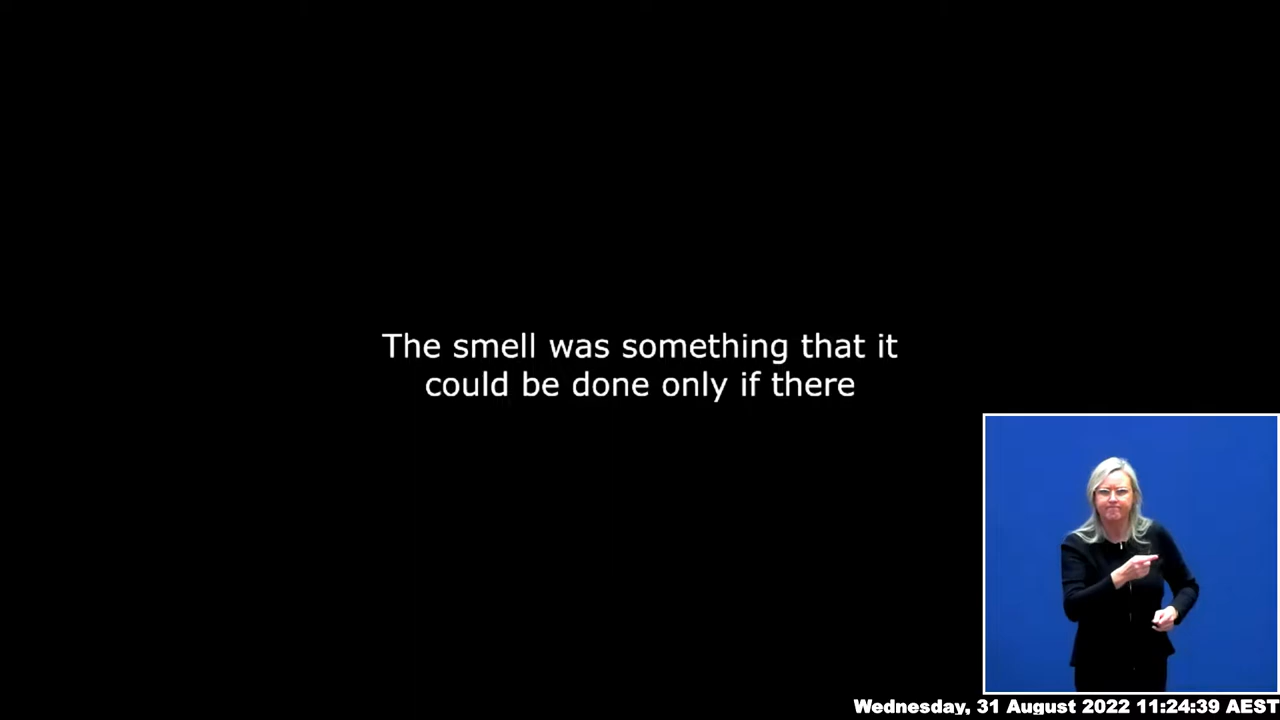 The smell was something that it
could be done only if there
Wednesday, 31 August 2022 11:24:39 AEST